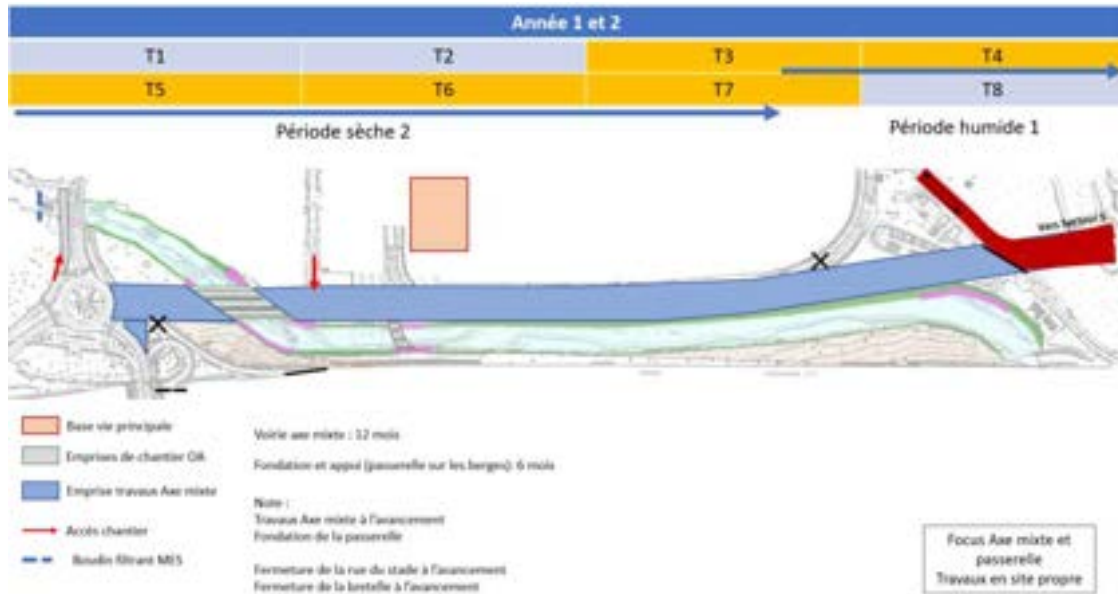 Année 1 et 2
T1 T2 T3 T4
T5 T6 T7 T8
Période sèche 2
Période humide 1
Vers Secteur
Base vie principale
Emprises de chantier OA
Emprise travaux Axe mixte
Accès chantier
Boudin filtrant MES
Voirie axe mixte : 12 mois
Fondation et appui (passerelle sur les berges): 6 mois
Note :
Travaux Axe mixte à l'avancement
Fondation de la passerelle
Fermeture de la rue du stade à l'avancement
Fermeture de la bretelle à l'avancement
Focus Axe mixte et
passerelle
Travaux en site propre